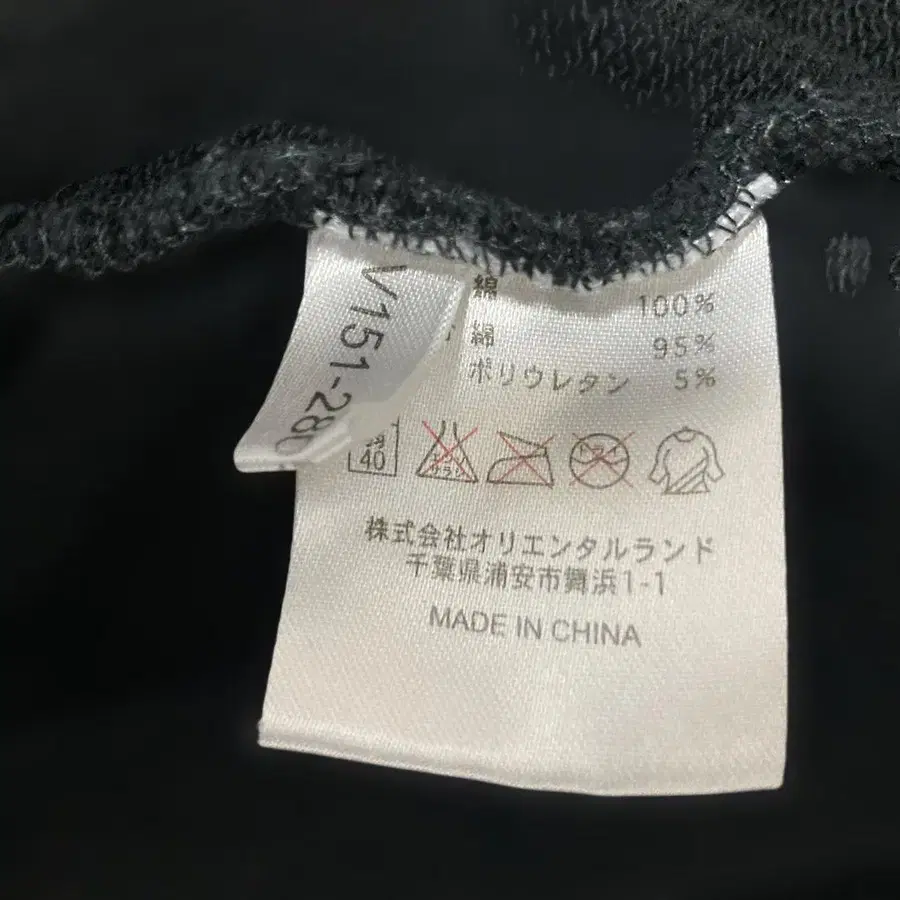 V151-280
綿 100%
綿 95%
ポリウレタン 5%
40
株式会社オリエンタルランド
千葉県浦安市舞浜1-1
MADE IN CHINA